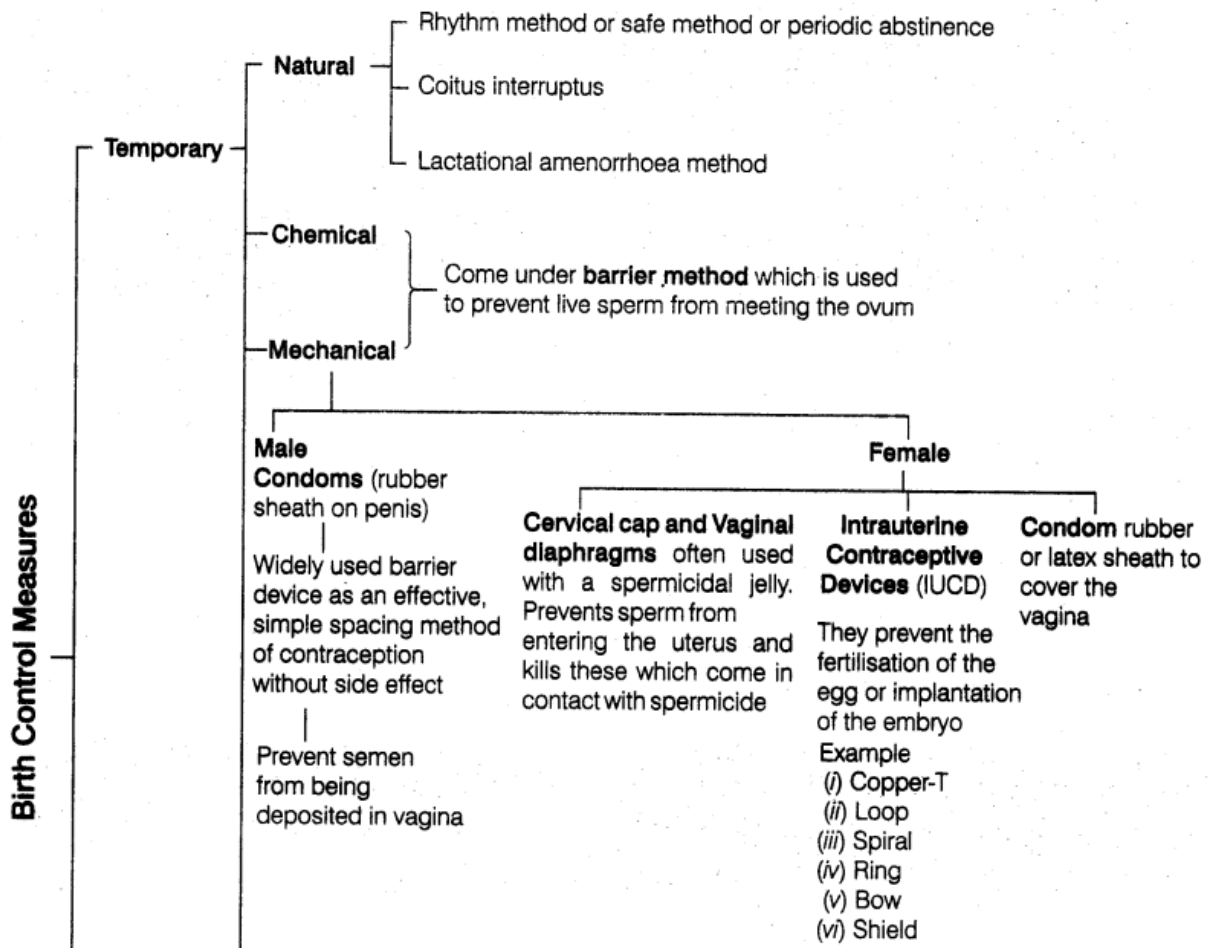 Rhythm method or safe method or periodic abstinence
Natural
Coitus interruptus
Temporary
Lactational amenorrhoea method
Chemical
Come under barrier method which is used
to prevent live sperm from meeting the ovum
Mechanical
Male
Condoms (rubber
sheath on penis)
Widely used barrier
device as an effective,
simple spacing method
of contraception
without side effect
Prevent semen
from being
deposited in vagina
Female
Cervical cap and Vaginal
diaphragms often used
with a spermicidal jelly.
Prevents sperm from
entering the uterus and
kills these which come in
contact with spermicide
Intrauterine
Contraceptive
Devices (IUCD)
They prevent the
fertilisation of the
egg or implantation
of the embryo
Example
(i) Copper-T
(ii) Loop
(iii) Spiral
(iv) Ring
(v) Bow
(vi) Shield
Condom rubber
or latex sheath to
cover the
vagina
Birth Control Measures